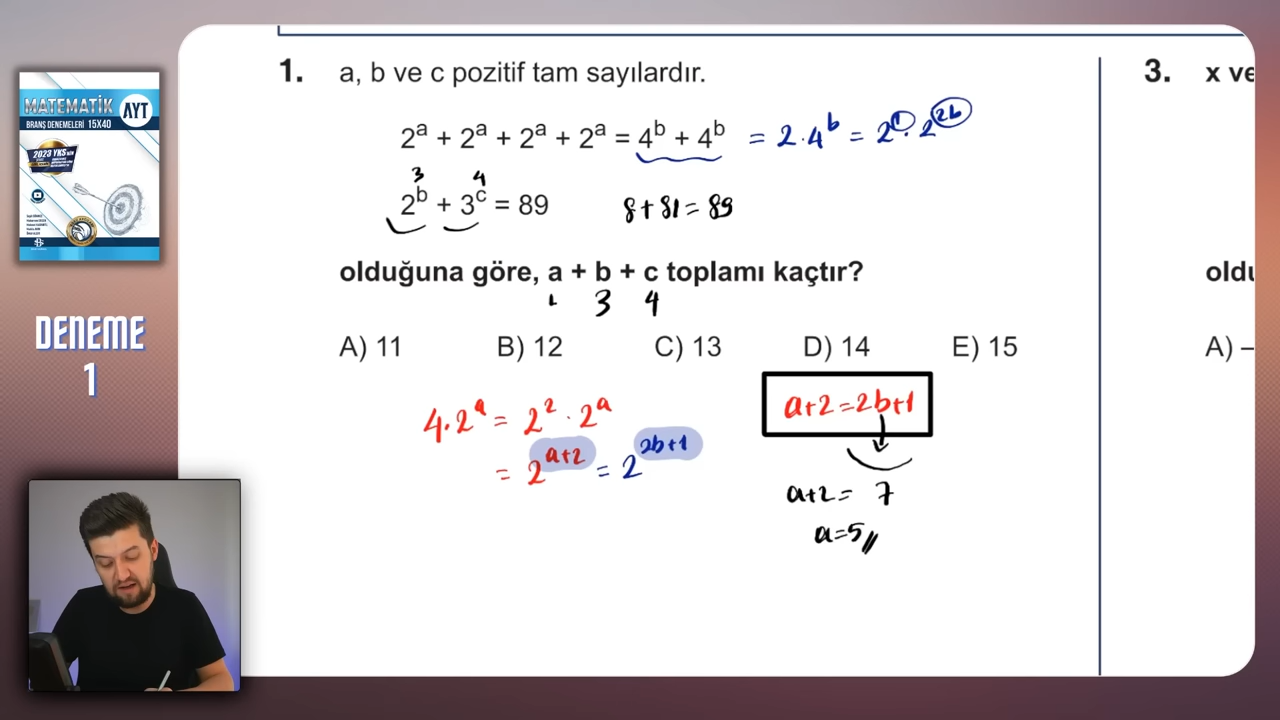 MATEMATİK AYT
BRANŞ DENEMELERİ 15X40
2023 YKS'NİN
DENEME
1
1. a, b ve c pozitif tam sayılardır.
2^a + 2^a + 2^a + 2^a = 4^b + 4^b = 2 · 4^b = 2^1 · 2^2b
3 4
2^b + 3^c = 89 8+81=89
olduğuna göre, a + b + c toplamı kaçtır?
3 4
A) 11 B) 12 C) 13 D) 14 E) 15
4·2^a = 2^2 · 2^a
= 2^a+2 = 2^2b+1
a+2=2b+1
a+2= 7
a=5//
3. x ve
A) –